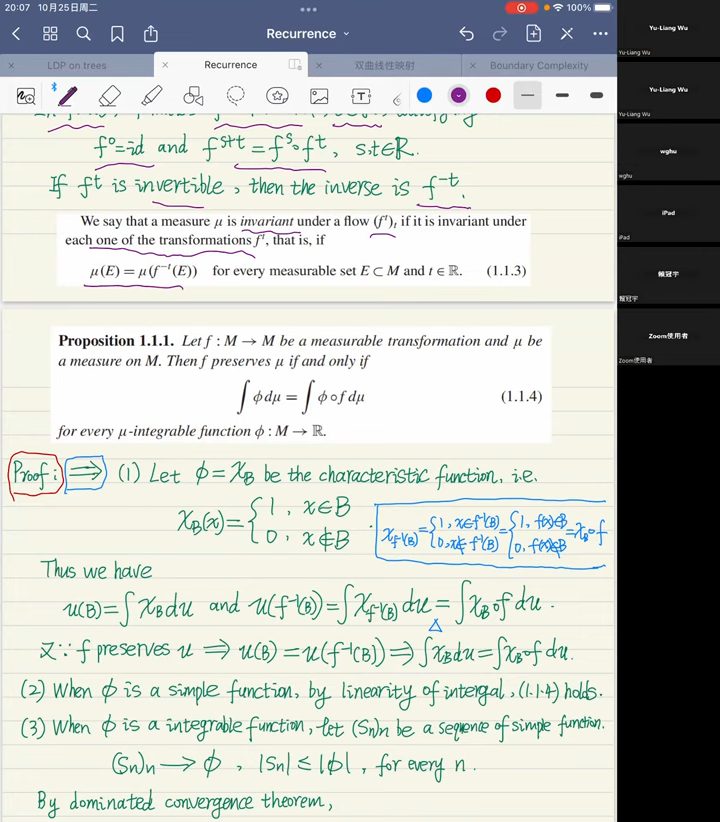 20:07 10月25日周二
100%
Recurrence
LDP on trees
Recurrence
双曲线性映射
Boundary Complexity
f⁰=id and f^{s+t}=f^s∘f^t, s.t∈ℝ.
If f^t is invertible, then the inverse is f^{-t}.
We say that a measure μ is invariant under a flow (f^t)_t if it is invariant under
each one of the transformations f^t, that is, if
μ(E) = μ(f^{-t}(E)) for every measurable set E ⊂ M and t ∈ ℝ. (1.1.3)
Proposition 1.1.1. Let f : M → M be a measurable transformation and μ be
a measure on M. Then f preserves μ if and only if
∫ φ dμ = ∫ φ ∘ f dμ (1.1.4)
for every μ-integrable function φ : M → ℝ.
Proof: ⟹ (1) Let φ = χ_B be the characteristic function, i.e.
χ_B(x) = { 1, x∈B
0, x∉B .
χ_{f⁻¹(B)} = { 1, x∈f⁻¹(B) = { 1, f(x)∈B = χ_B∘f
0, x∉f⁻¹(B) 0, f(x)∉B
Thus we have
u(B) = ∫χ_B du and u(f⁻¹(B)) = ∫χ_{f⁻¹(B)} du = ∫χ_B∘f du .
Δ
又∵ f preserves u ⟹ u(B) = u(f⁻¹(B)) ⟹ ∫χ_B du = ∫χ_B∘f du.
(2) When φ is a simple function, by linearity of intergal, (1.1.4) holds.
(3) When φ is a integrable function, let (Sn)n be a sequence of simple function.
(Sn)n ⟶ φ , |Sn| ≤ |φ| , for every n .
By dominated convergence theorem,
Yu-Liang Wu
Yu-Liang Wu
Yu-Liang Wu
Yu-Liang Wu
wghu
wghu
iPad
iPad
賴冠宇
賴冠宇
Zoom使用者
Zoom使用者